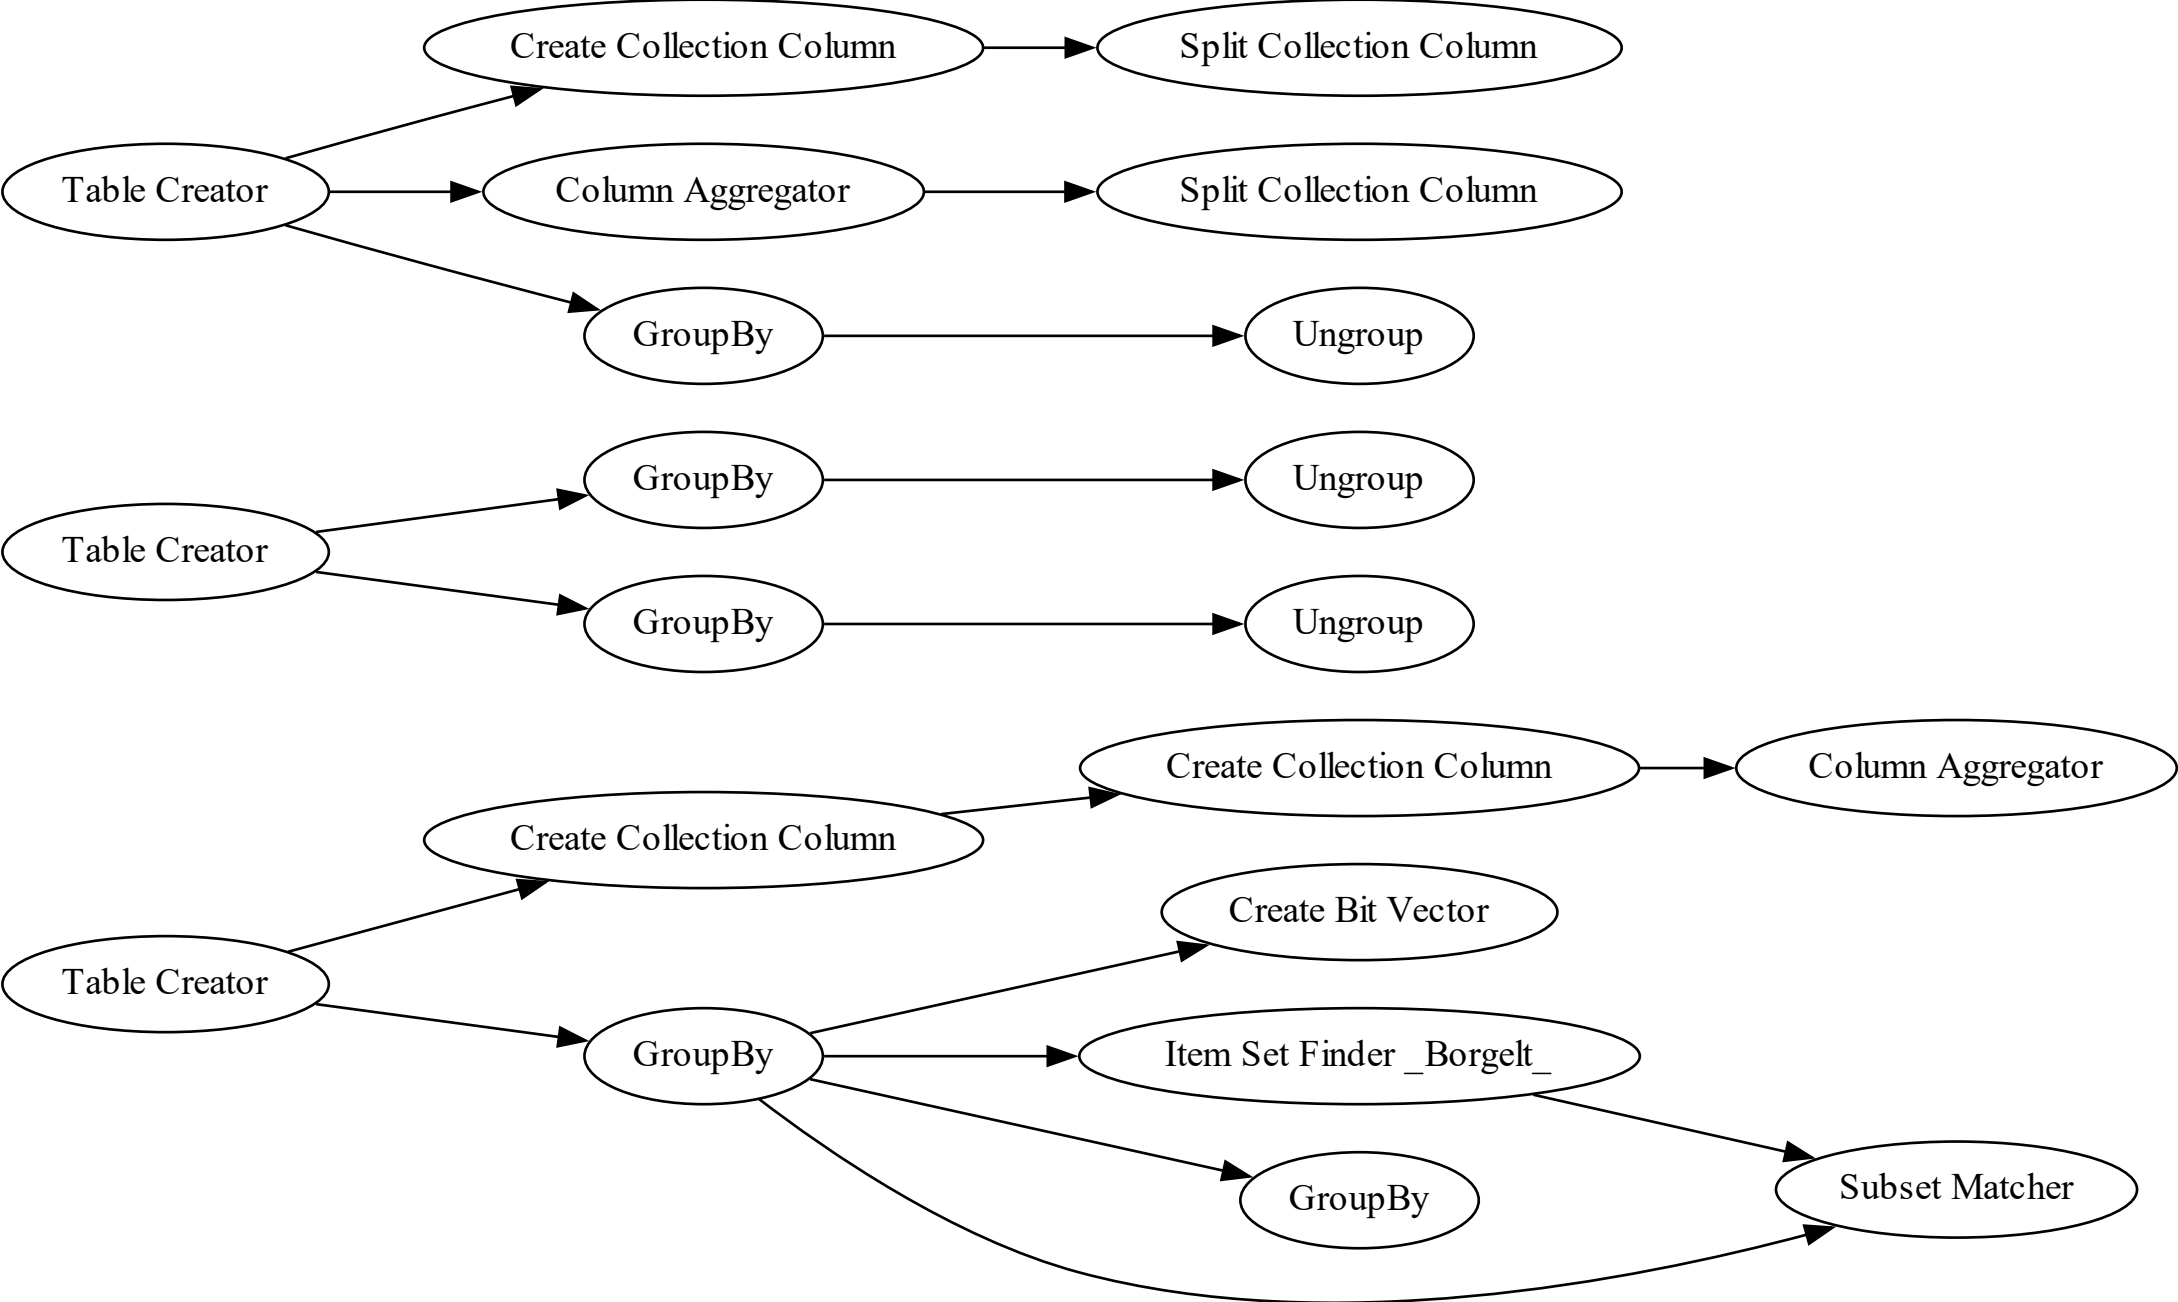 Create Collection Column
Split Collection Column
Table Creator
Column Aggregator
Split Collection Column
GroupBy
Ungroup
GroupBy
Ungroup
Table Creator
GroupBy
Ungroup
Create Collection Column
Column Aggregator
Create Collection Column
Create Bit Vector
Table Creator
GroupBy
Item Set Finder _Borgelt_
GroupBy
Subset Matcher